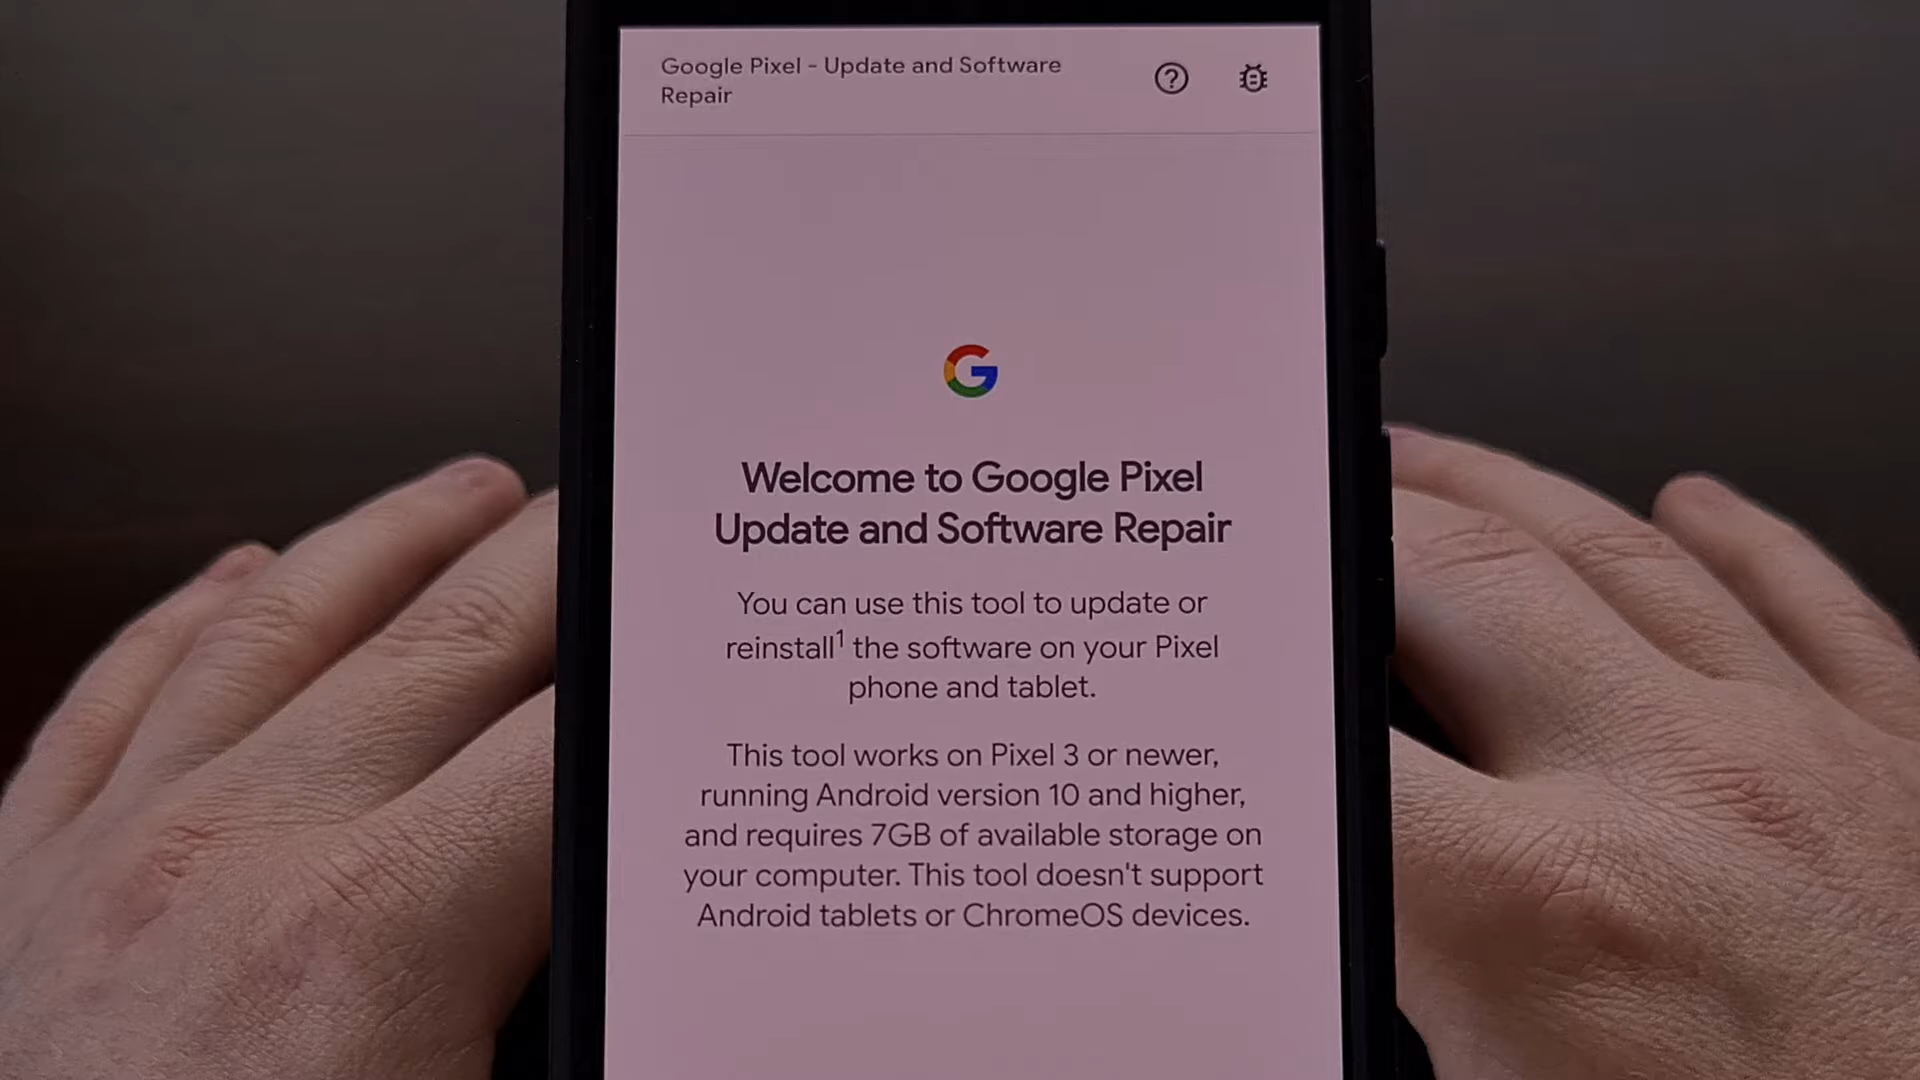 Google Pixel - Update and Software
Repair
Welcome to Google Pixel
Update and Software Repair
You can use this tool to update or
reinstall¹ the software on your Pixel
phone and tablet.
This tool works on Pixel 3 or newer,
running Android version 10 and higher,
and requires 7GB of available storage on
your computer. This tool doesn't support
Android tablets or ChromeOS devices.